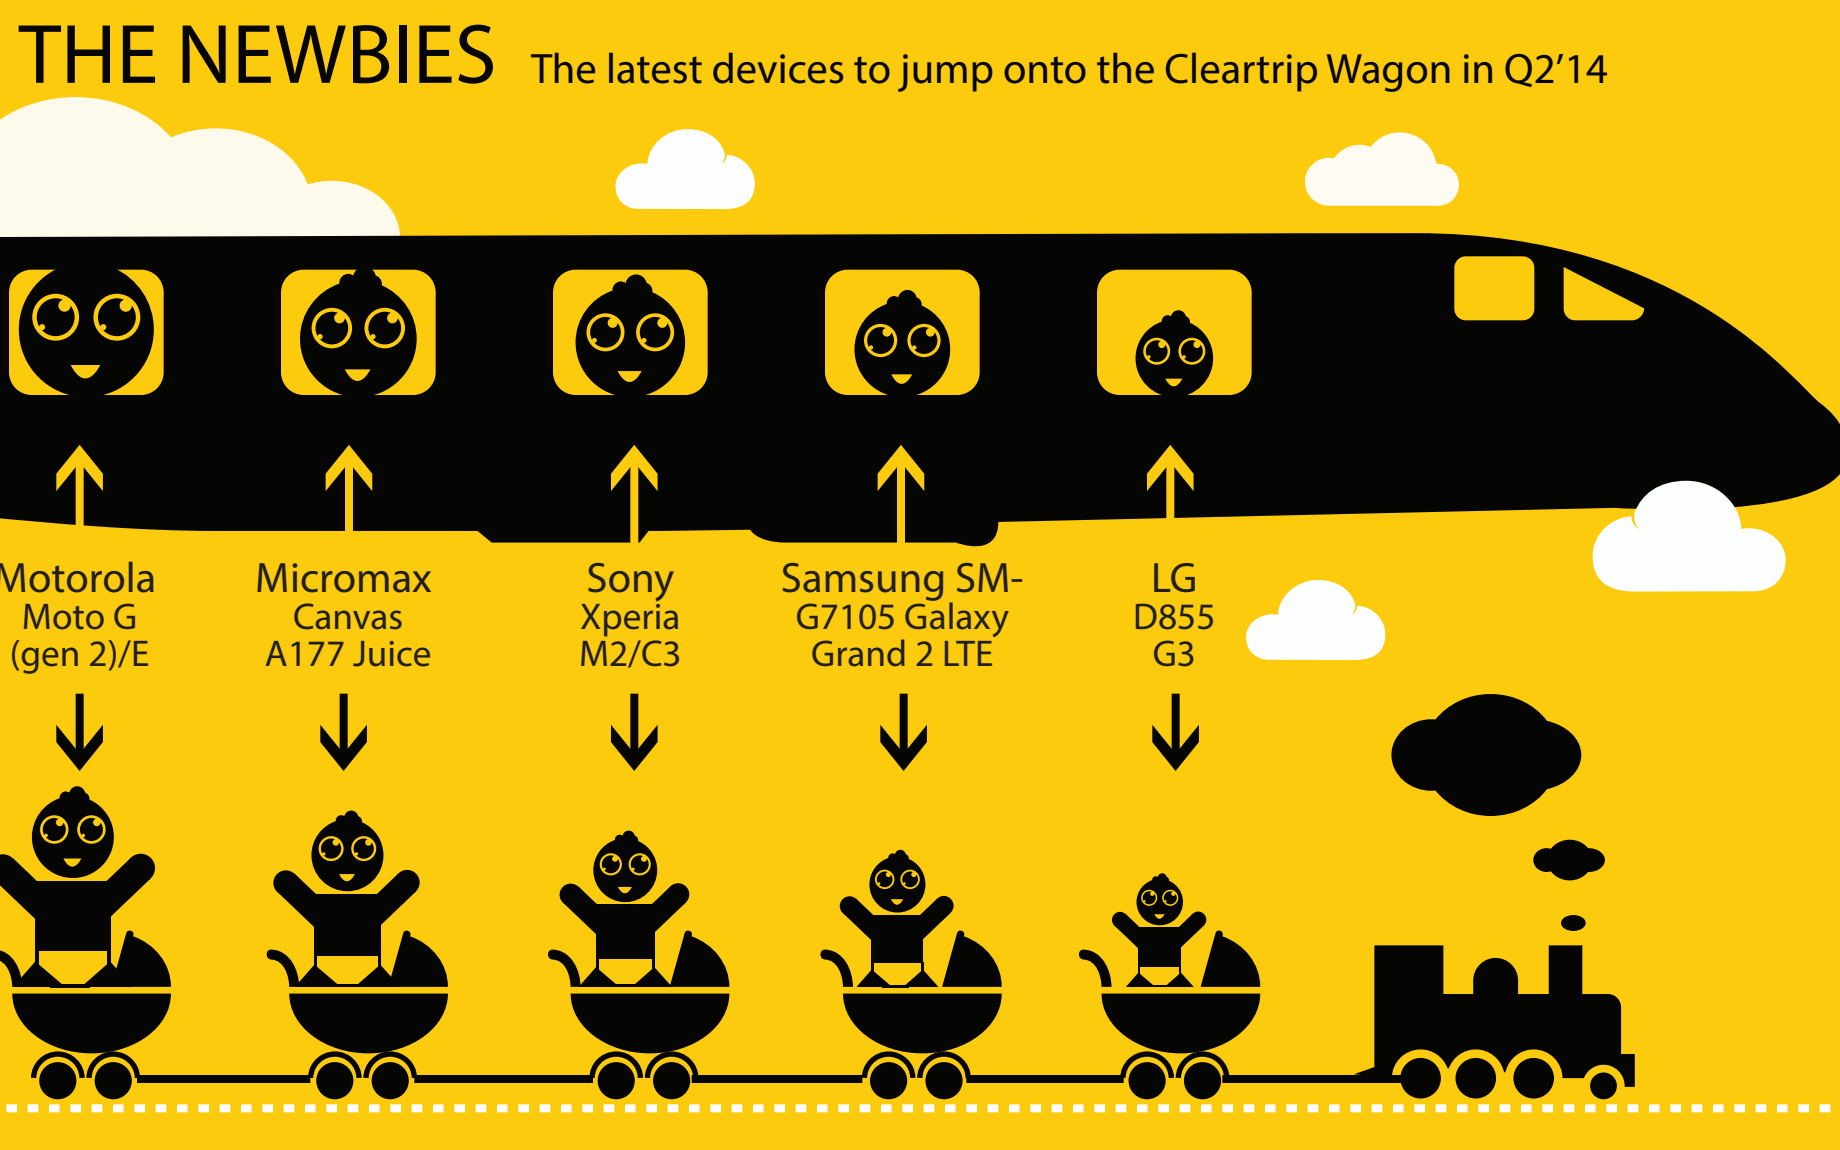 THE NEWBIES The latest devices to jump onto the Cleartrip Wagon in Q2’14
Motorola
Moto G
(gen 2)/E
Micromax
Canvas
A177 Juice
Sony
Xperia
M2/C3
Samsung SM-
G7105 Galaxy
Grand 2 LTE
LG
D855
G3